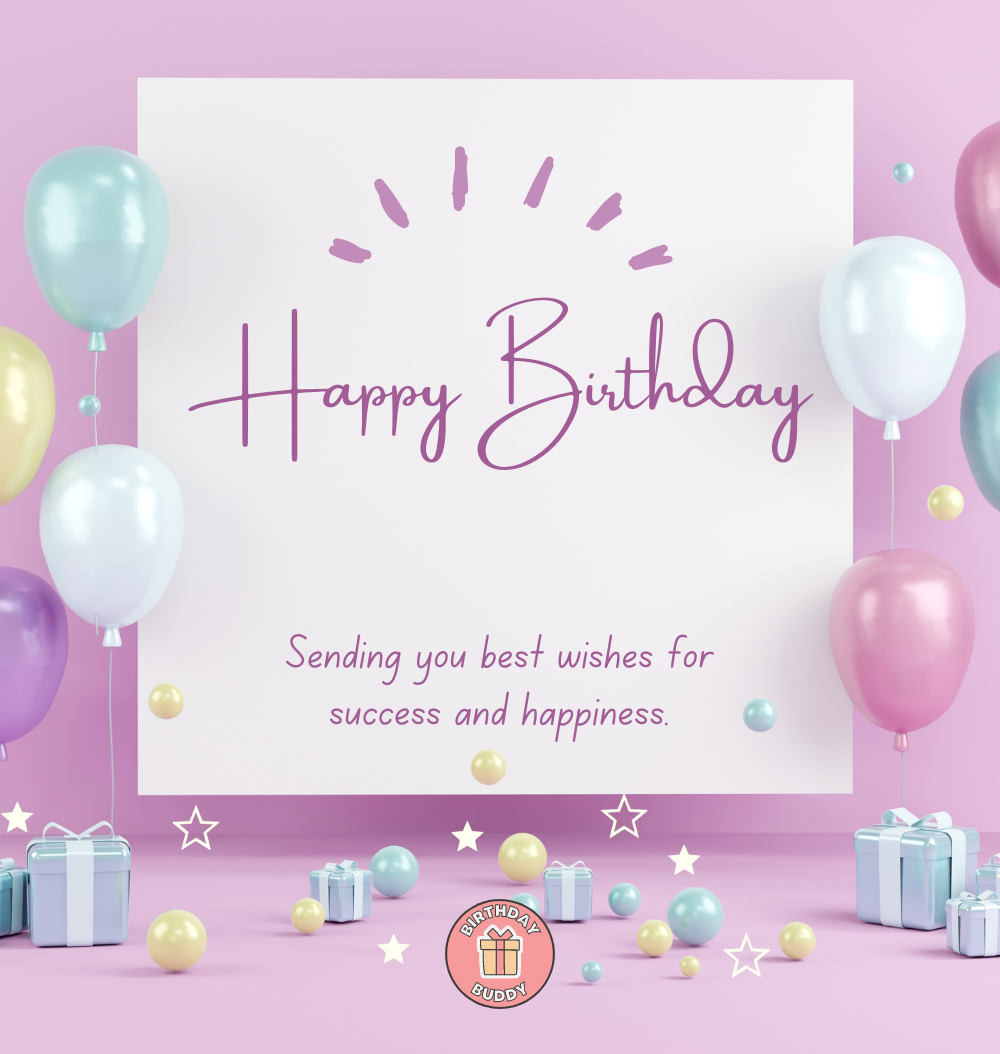 Happy Birthday
Sending you best wishes for
success and happiness.
BIRTHDAY
BUDDY